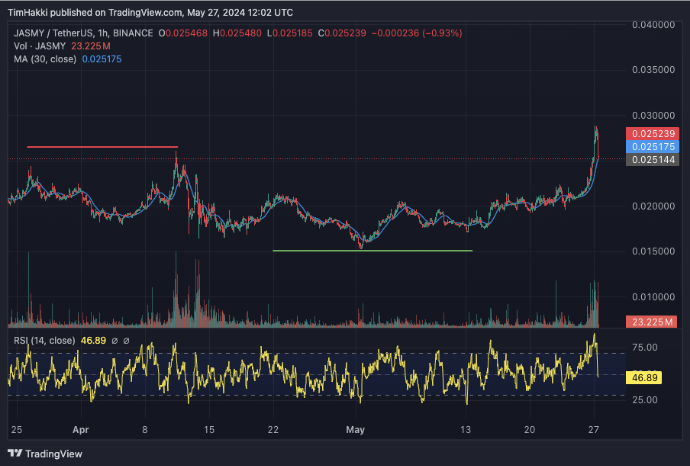 TimHakki published on TradingView.com, May 27, 2024 12:02 UTC
JASMY / TetherUS, 1h, BINANCE O0.025468 H0.025480 L0.025185 C0.025239 −0.000236 (−0.93%)
Vol · JASMY 23.225M
MA (30, close) 0.025175
0.040000
0.035000
0.030000
0.025239
0.025175
0.025144
0.020000
0.015000
0.010000
23.225M
RSI (14, close) 46.89 ∅ ∅
75.00
46.89
25.00
25 Apr 8 15 22 May 13 20 27
TradingView